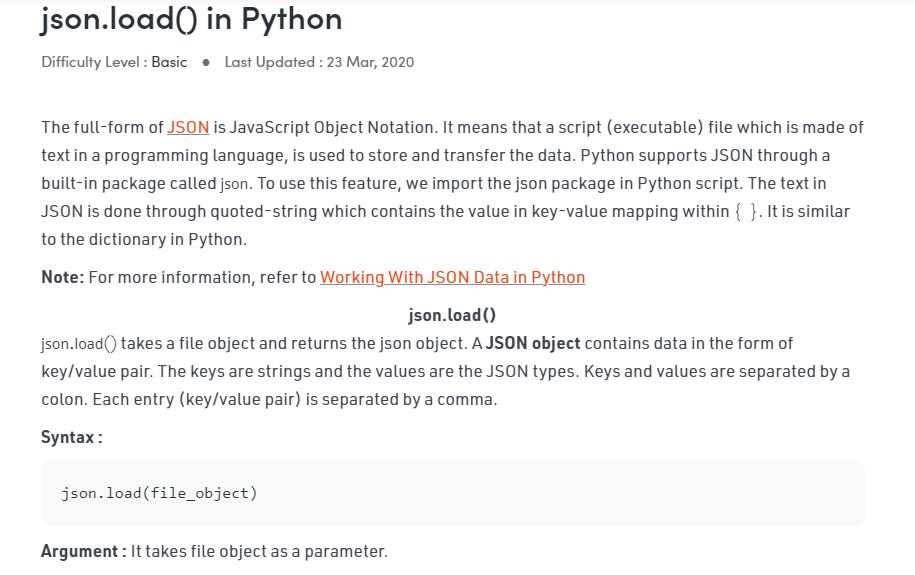 json.load() in Python
Difficulty Level : Basic ● Last Updated : 23 Mar, 2020
The full-form of JSON is JavaScript Object Notation. It means that a script (executable) file which is made of
text in a programming language, is used to store and transfer the data. Python supports JSON through a
built-in package called json. To use this feature, we import the json package in Python script. The text in
JSON is done through quoted-string which contains the value in key-value mapping within { }. It is similar
to the dictionary in Python.
Note: For more information, refer to Working With JSON Data in Python
json.load()
json.load() takes a file object and returns the json object. A JSON object contains data in the form of
key/value pair. The keys are strings and the values are the JSON types. Keys and values are separated by a
colon. Each entry (key/value pair) is separated by a comma.
Syntax :
json.load(file_object)
Argument : It takes file object as a parameter.